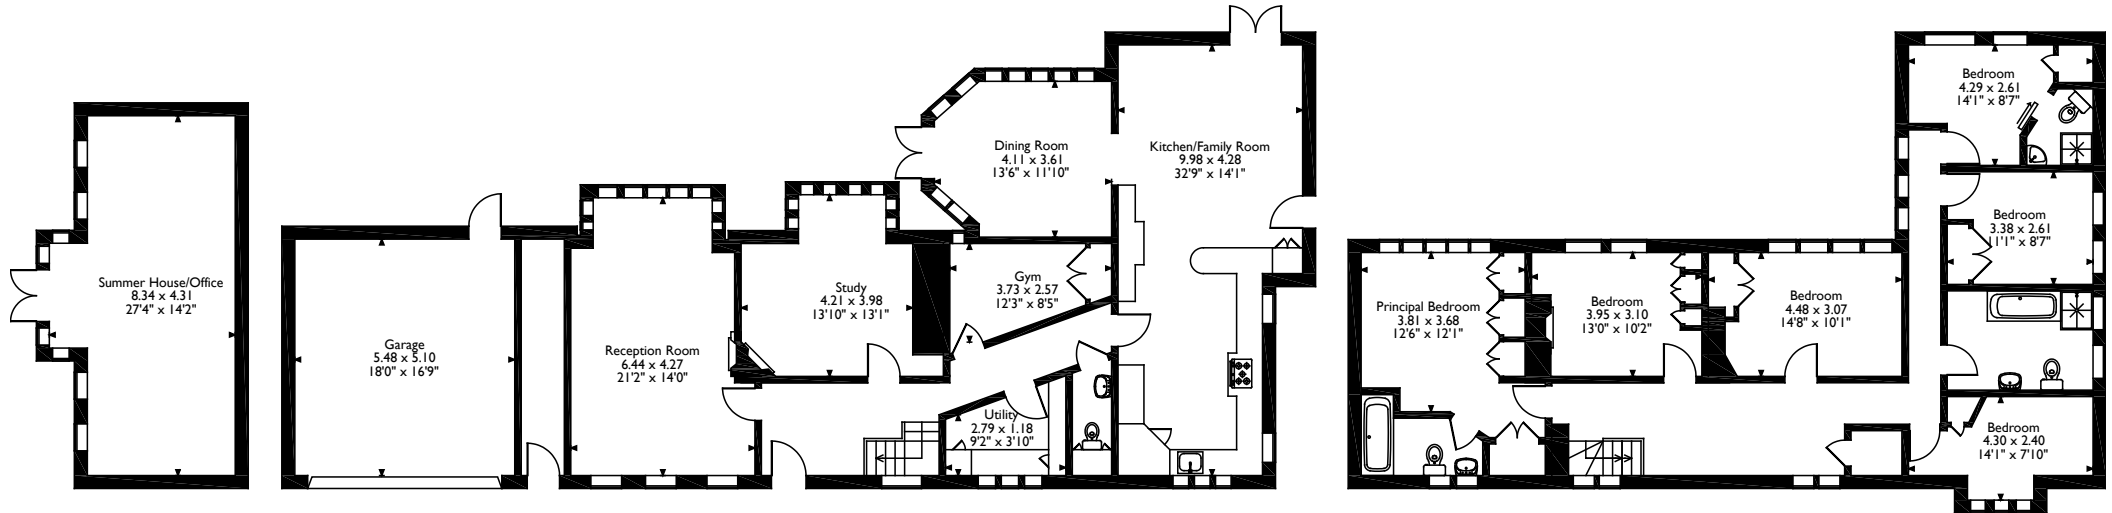 Summer House/Office
8.34 x 4.31
27'4" x 14'2"
Garage
5.48 x 5.10
18'0" x 16'9"
Reception Room
6.44 x 4.27
21'2" x 14'0"
Study
4.21 x 3.98
13'10" x 13'1"
Dining Room
4.11 x 3.61
13'6" x 11'10"
Gym
3.73 x 2.57
12'3" x 8'5"
Utility
2.79 x 1.18
9'2" x 3'10"
Kitchen/Family Room
9.98 x 4.28
32'9" x 14'1"
Principal Bedroom
3.81 x 3.68
12'6" x 12'1"
Bedroom
3.95 x 3.10
13'0" x 10'2"
Bedroom
4.48 x 3.07
14'8" x 10'1"
Bedroom
4.29 x 2.61
14'1" x 8'7"
Bedroom
3.38 x 2.61
11'1" x 8'7"
Bedroom
4.30 x 2.40
14'1" x 7'10"